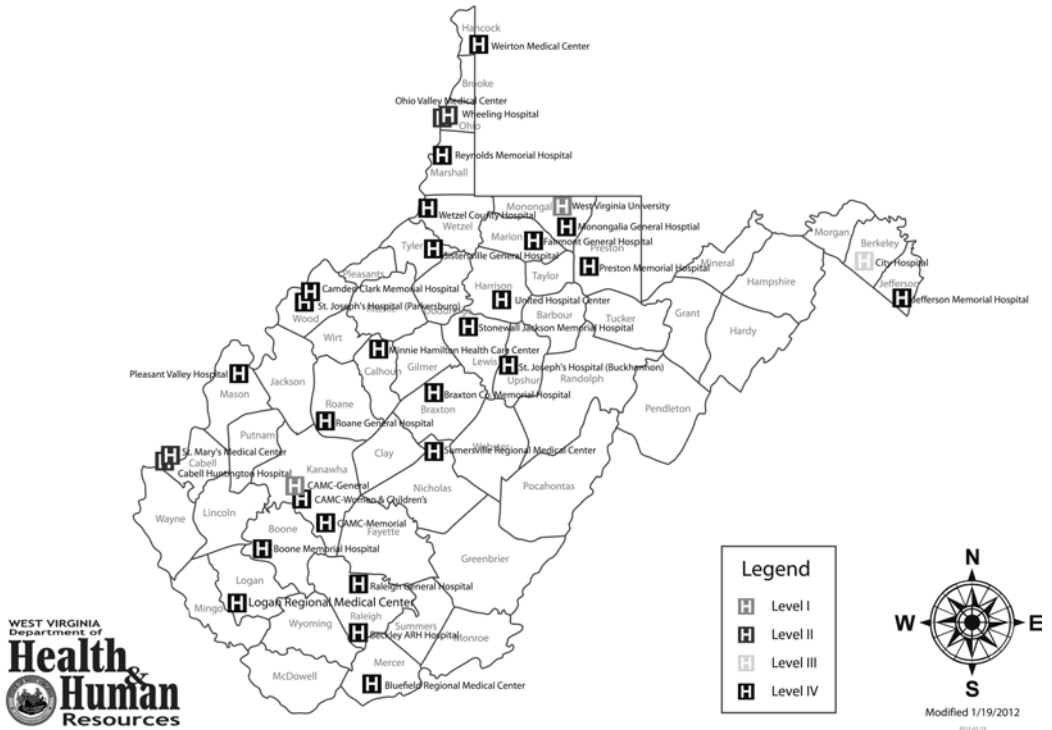 Hancock
Weirton Medical Center
Brooke
Ohio Valley Medical Center
Wheeling Hospital
Ohio
Reynolds Memorial Hospital
Marshall
Monongal
West Virginia University
Wetzel County Hospital
Wetzel
Monongalia General Hosptial
Marion
Fairmont General Hospital
Preston
Tyler
Sistersville General Hospital
Preston Memorial Hospital
Morgan
Berkeley
City Hospital
Mineral
Jefferson
Jefferson Memorial Hospital
Pleasants
Taylor
Hampshire
Camden Clark Memorial Hospital
Harrison
St. Joseph's Hospital (Parkersburg)
United Hospital Center
Wood
Barbour
Tucker
Grant
Hardy
Stonewall Jackson Memorial Hospital
Wirt
Minnie Hamilton Health Care Center
Lewis
Calhoun
Gilmer
St. Joseph's Hospital (Buckhannon)
Upshur
Randolph
Pleasant Valley Hospital
Mason
Jackson
Braxton Co. Memorial Hospital
Braxton
Roane
Pendleton
Roane General Hospital
Putnam
Webster
St. Mary's Medical Center
Cabell
Clay
Sumersville Regional Medical Center
Cabell Huntington Hospital
Kanawha
CAMC-General
Nicholas
Pocahontas
CAMC-Women & Children's
Lincoln
Wayne
CAMC-Memorial
Boone
Fayette
Boone Memorial Hospital
Greenbrier
Logan
Raleigh General Hospital
Logan Regional Medical Center
Mingo
Raleigh
Wyoming
Summers
Beckley ARH Hospital
Monroe
Mercer
McDowell
Bluefield Regional Medical Center
Legend
H Level I
H Level II
H Level III
H Level IV
N
W E
S
Modified 1/19/2012
WEST VIRGINIA
Department of
Health
&
Human
Resources